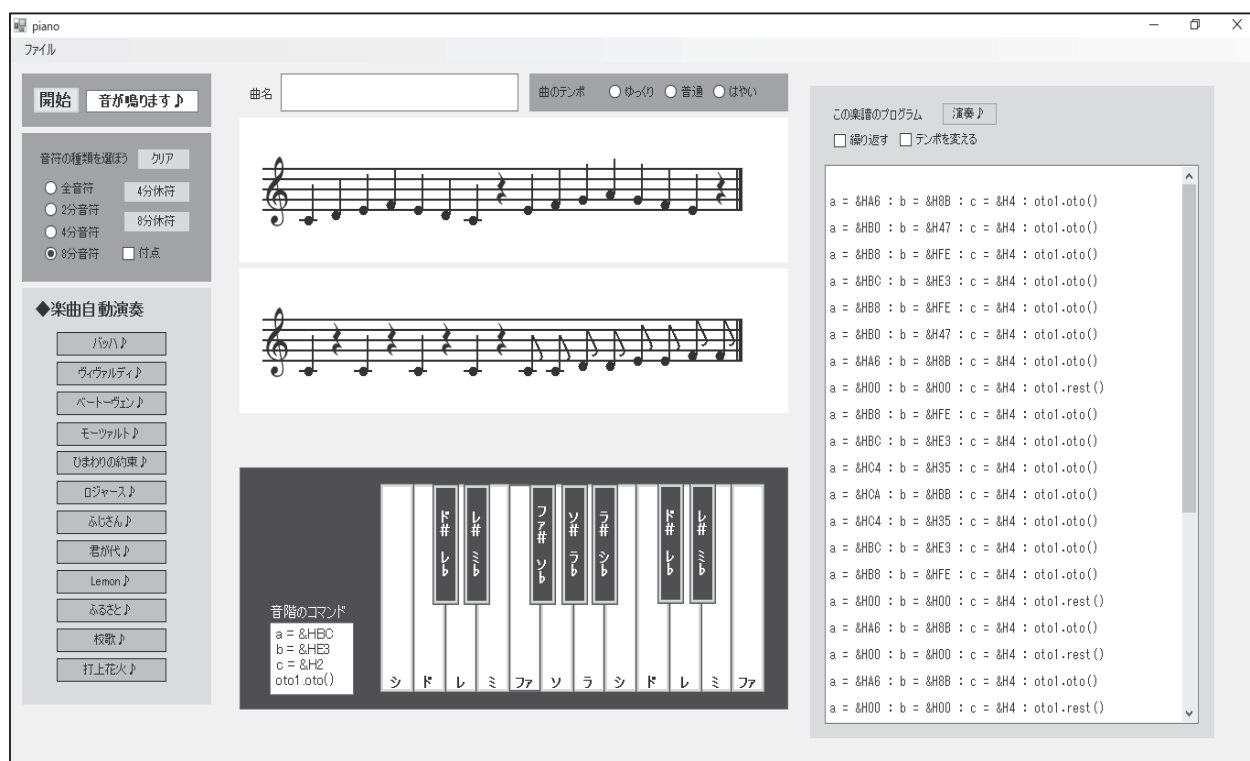 piano
ファイル
開始
音が鳴ります♪
音符の種類を選ぼう
クリア
全音符
2分音符
4分音符
8分音符
4分休符
8分休符
付点
◆楽曲自動演奏
バッハ♪
ヴィヴァルディ♪
ベートーヴェン♪
モーツァルト♪
ひまわりの約束♪
ロジャース♪
ふじさん♪
君が代♪
Lemon♪
ふるさと♪
校歌♪
打上花火♪
曲名
曲のテンポ ゆっくり 普通 はやい
音階のコマンド
a = &HBC
b = &HE3
c = &H2
oto1.oto()
ド# レ♭
レ# ミ♭
ファ# ソ♭
ソ# ラ♭
ラ# シ♭
ド# レ♭
レ# ミ♭
シ ド レ ミ ファ ソ ラ シ ド レ ミ ファ
この楽譜のプログラム 演奏♪
繰り返す テンポを変える
a = &HA6 : b = &H8B : c = &H4 : oto1.oto()
a = &HB0 : b = &H47 : c = &H4 : oto1.oto()
a = &HB8 : b = &HFE : c = &H4 : oto1.oto()
a = &HBC : b = &HE3 : c = &H4 : oto1.oto()
a = &HB8 : b = &HFE : c = &H4 : oto1.oto()
a = &HB0 : b = &H47 : c = &H4 : oto1.oto()
a = &HA6 : b = &H8B : c = &H4 : oto1.oto()
a = &H00 : b = &H00 : c = &H4 : oto1.rest()
a = &HB8 : b = &HFE : c = &H4 : oto1.oto()
a = &HBC : b = &HE3 : c = &H4 : oto1.oto()
a = &HC4 : b = &H35 : c = &H4 : oto1.oto()
a = &HCA : b = &HBB : c = &H4 : oto1.oto()
a = &HC4 : b = &H35 : c = &H4 : oto1.oto()
a = &HBC : b = &HE3 : c = &H4 : oto1.oto()
a = &HB8 : b = &HFE : c = &H4 : oto1.oto()
a = &H00 : b = &H00 : c = &H4 : oto1.rest()
a = &HA6 : b = &H8B : c = &H4 : oto1.oto()
a = &H00 : b = &H00 : c = &H4 : oto1.rest()
a = &HA6 : b = &H8B : c = &H4 : oto1.oto()
a = &H00 : b = &H00 : c = &H4 : oto1.rest()